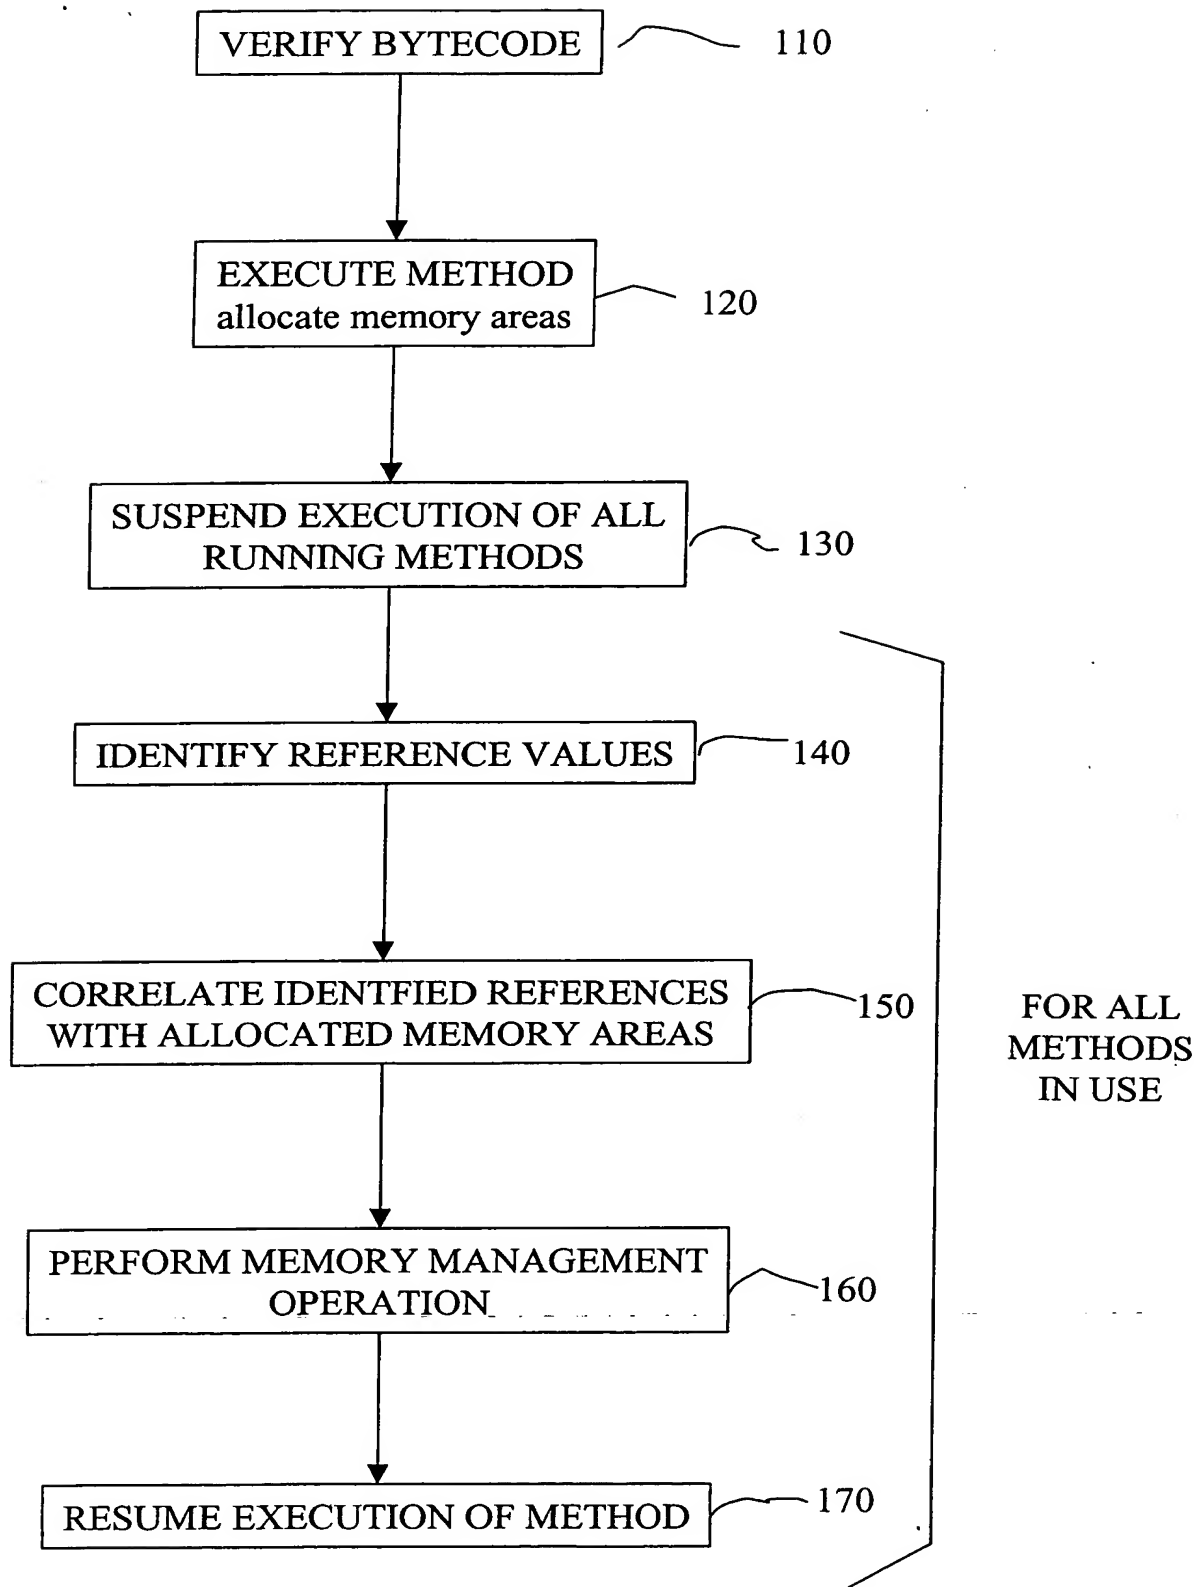 VERIFY BYTECODE
110
EXECUTE METHOD
allocate memory areas
120
SUSPEND EXECUTION OF ALL
RUNNING METHODS
130
IDENTIFY REFERENCE VALUES
140
CORRELATE IDENTFIED REFERENCES
WITH ALLOCATED MEMORY AREAS
150
FOR ALL
METHODS
IN USE
PERFORM MEMORY MANAGEMENT
OPERATION
160
RESUME EXECUTION OF METHOD
170